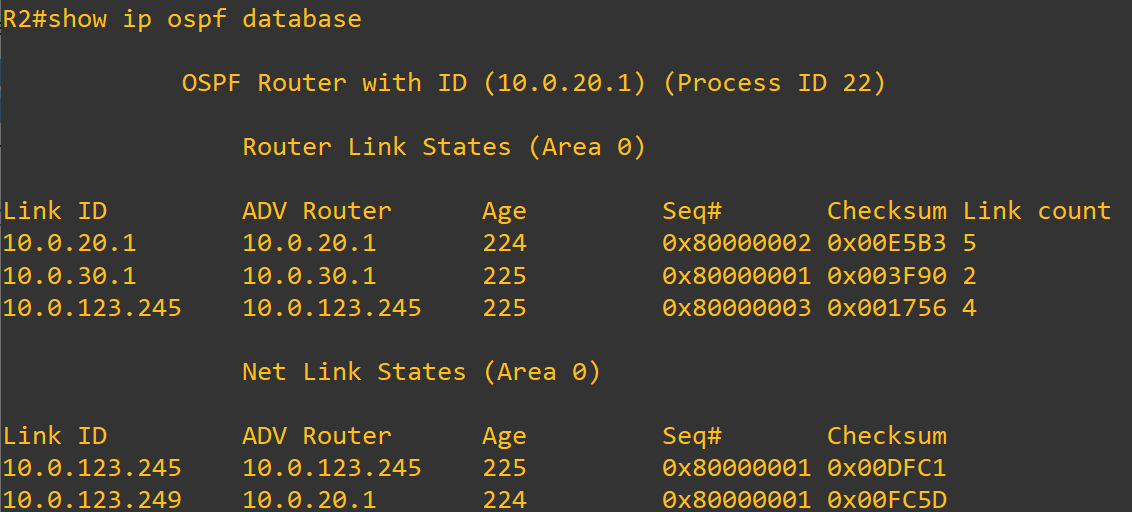 R2#show ip ospf database
OSPF Router with ID (10.0.20.1) (Process ID 22)
Router Link States (Area 0)
Link ID ADV Router Age Seq# Checksum Link count
10.0.20.1 10.0.20.1 224 0x80000002 0x00E5B3 5
10.0.30.1 10.0.30.1 225 0x80000001 0x003F90 2
10.0.123.245 10.0.123.245 225 0x80000003 0x001756 4
Net Link States (Area 0)
Link ID ADV Router Age Seq# Checksum
10.0.123.245 10.0.123.245 225 0x80000001 0x00DFC1
10.0.123.249 10.0.20.1 224 0x80000001 0x00FC5D